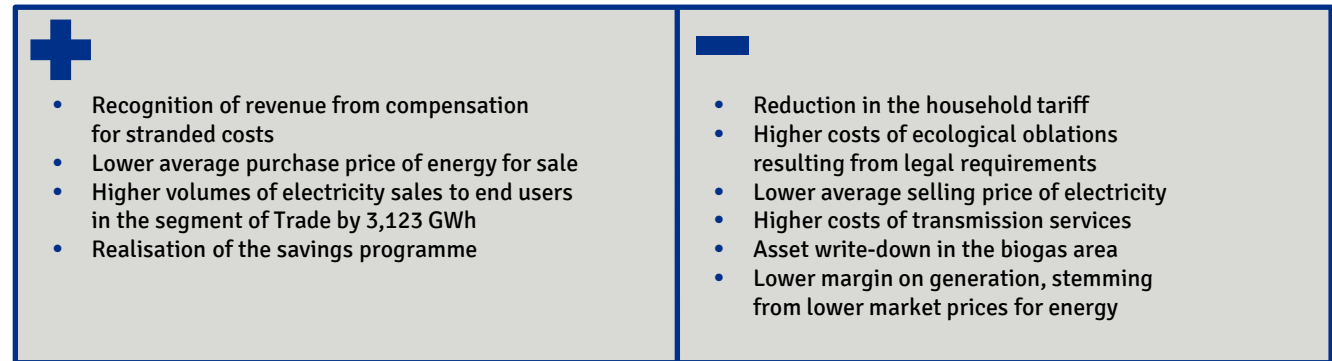 • Recognition of revenue from compensation
for stranded costs
• Lower average purchase price of energy for sale
• Higher volumes of electricity sales to end users
in the segment of Trade by 3,123 GWh
• Realisation of the savings programme
• Reduction in the household tariff
• Higher costs of ecological oblations
resulting from legal requirements
• Lower average selling price of electricity
• Higher costs of transmission services
• Asset write-down in the biogas area
• Lower margin on generation, stemming
from lower market prices for energy